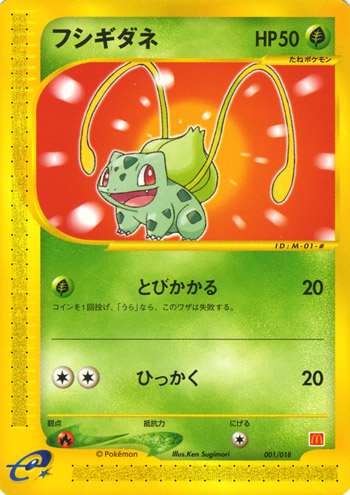 フシギダネ HP50
たねポケモン
ID:M-01-#
とびかかる 20
コインを1回投げ、「うら」なら、このワザは失敗する。
ひっかく 20
弱点 抵抗力 にげる
©Pokémon Illus.Ken Sugimori 001/018
e
M